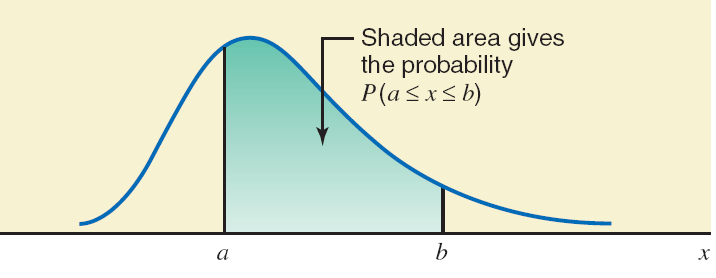 Shaded area gives
the probability
P(a ≤ x ≤ b)
a
b
x